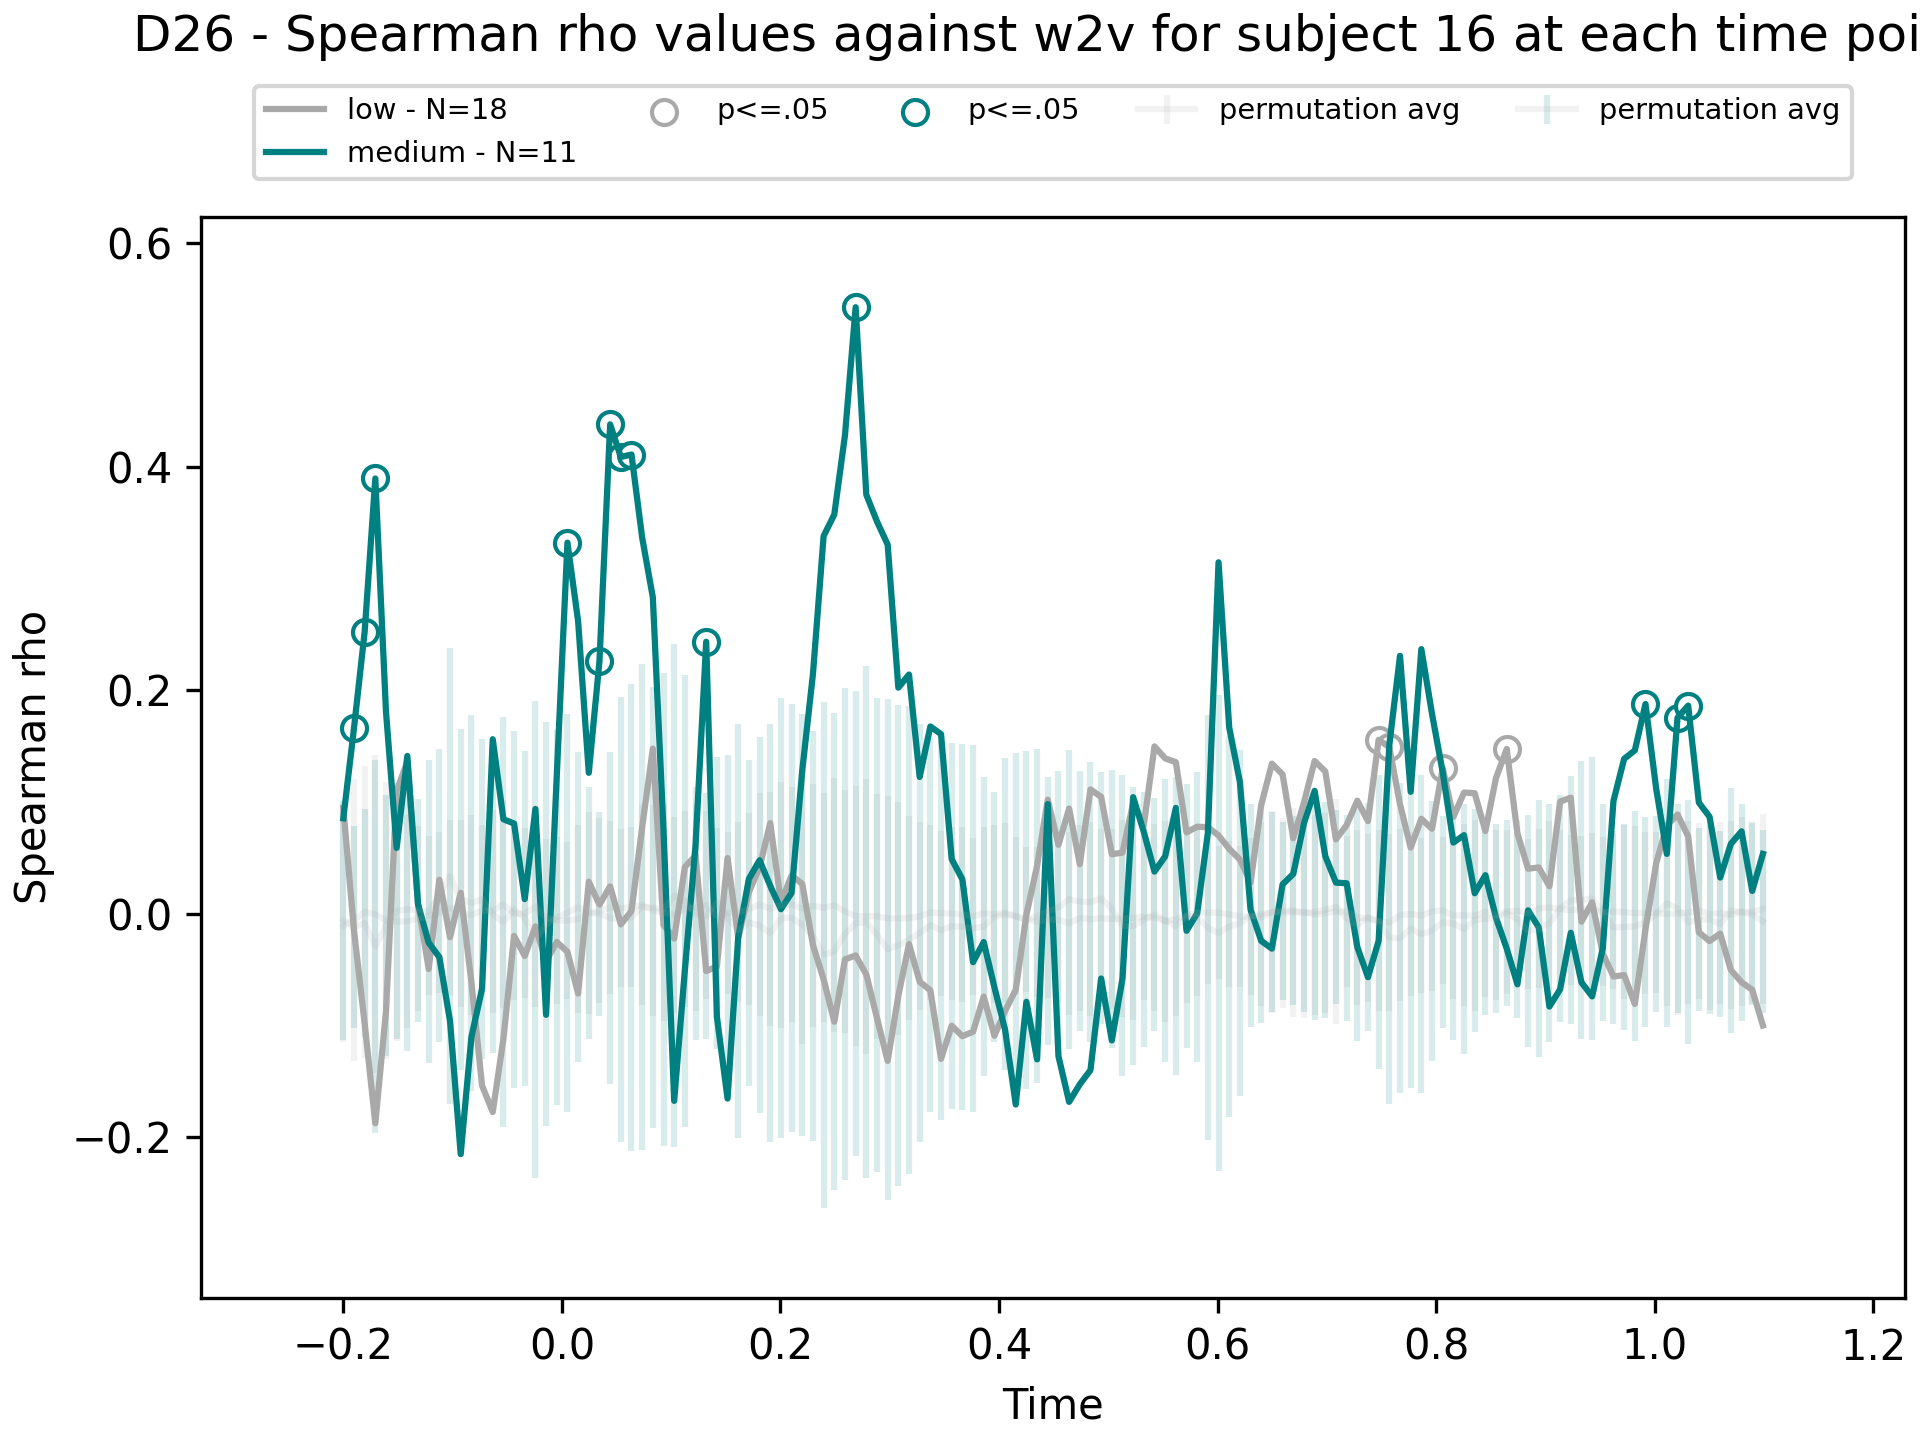 D26 - Spearman rho values against w2v for subject 16 at each time poi
low - N=18
medium - N=11
p<=.05
p<=.05
permutation avg
permutation avg
Spearman rho
0.6
0.4
0.2
0.0
−0.2
−0.2 0.0 0.2 0.4 0.6 0.8 1.0 1.2
Time